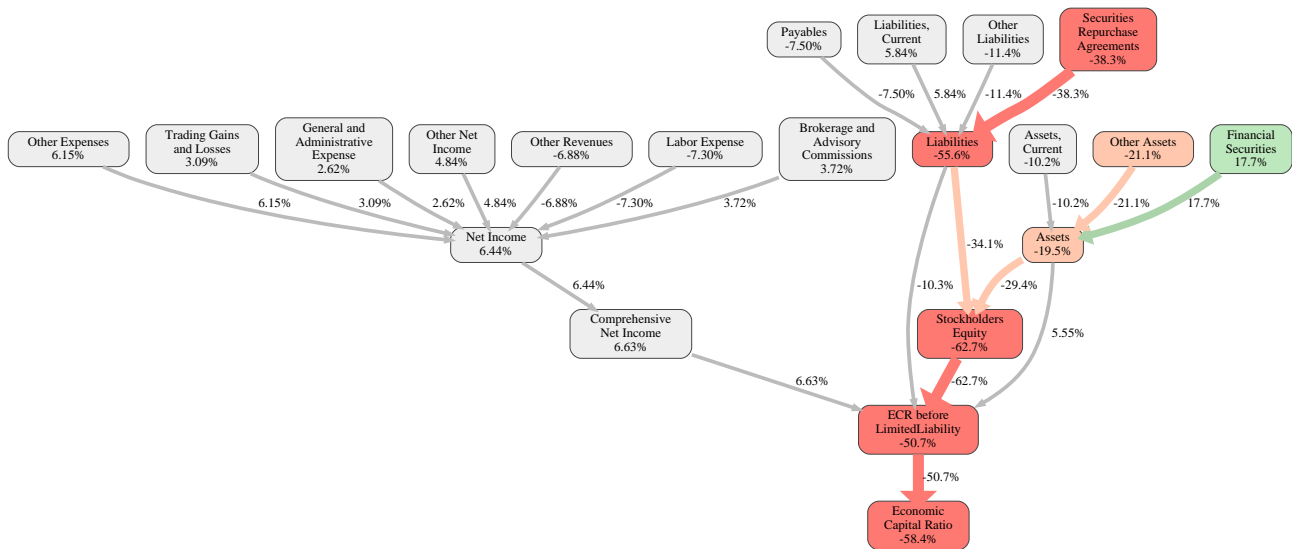 Payables
-7.50%
Liabilities,
Current
5.84%
Other
Liabilities
-11.4%
Securities
Repurchase
Agreements
-38.3%
-7.50%
5.84%
-11.4%
-38.3%
Other Expenses
6.15%
Trading Gains
and Losses
3.09%
General and
Administrative
Expense
2.62%
Other Net
Income
4.84%
Other Revenues
-6.88%
Labor Expense
-7.30%
Brokerage and
Advisory
Commissions
3.72%
Liabilities
-55.6%
Assets,
Current
-10.2%
Other Assets
-21.1%
Financial
Securities
17.7%
6.15%
3.09%
2.62%
4.84%
-6.88%
-7.30%
3.72%
-10.2%
-21.1%
17.7%
Net Income
6.44%
-34.1%
Assets
-19.5%
6.44%
-10.3%
-29.4%
Comprehensive
Net Income
6.63%
Stockholders
Equity
-62.7%
5.55%
6.63%
-62.7%
ECR before
LimitedLiability
-50.7%
-50.7%
Economic
Capital Ratio
-58.4%